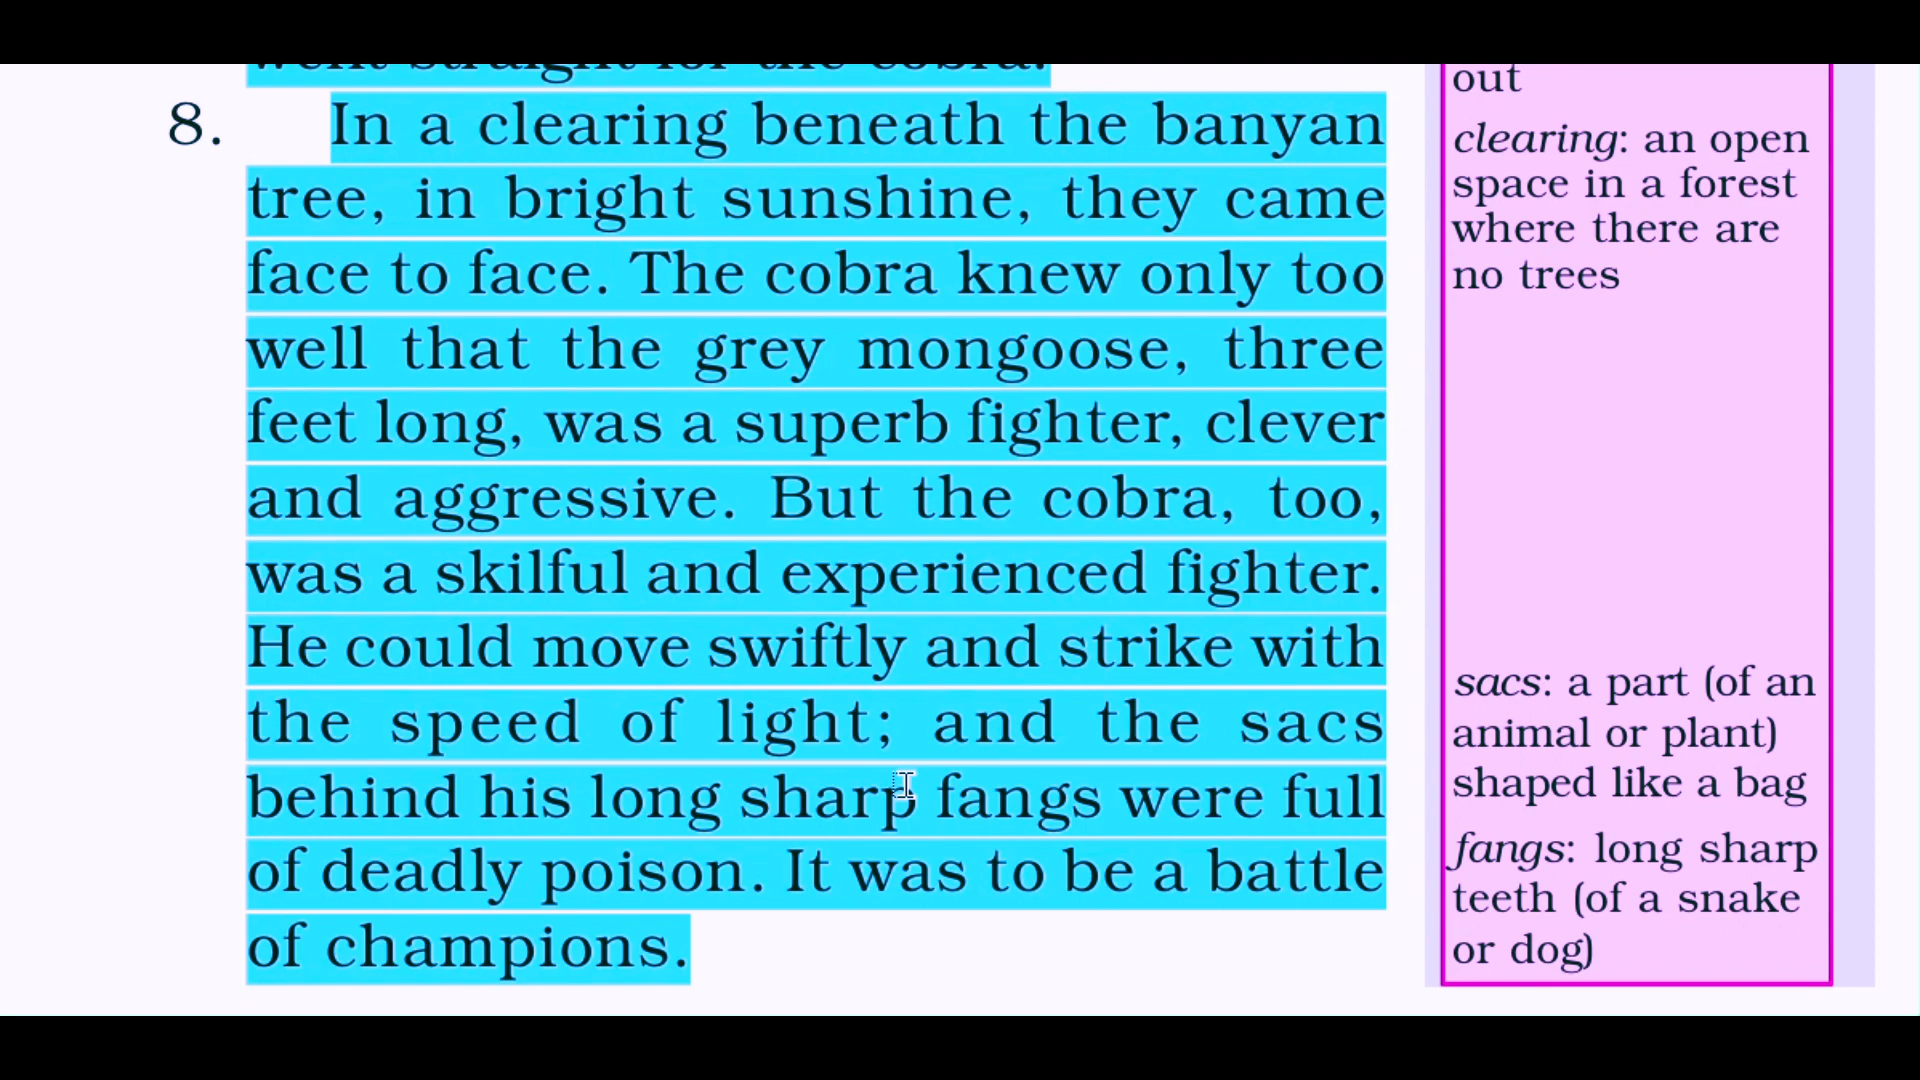 went straight for the cobra.
8. In a clearing beneath the banyan
tree, in bright sunshine, they came
face to face. The cobra knew only too
well that the grey mongoose, three
feet long, was a superb fighter, clever
and aggressive. But the cobra, too,
was a skilful and experienced fighter.
He could move swiftly and strike with
the speed of light; and the sacs
behind his long sharp fangs were full
of deadly poison. It was to be a battle
of champions.
out
clearing: an open
space in a forest
where there are
no trees
sacs: a part (of an
animal or plant)
shaped like a bag
fangs: long sharp
teeth (of a snake
or dog)